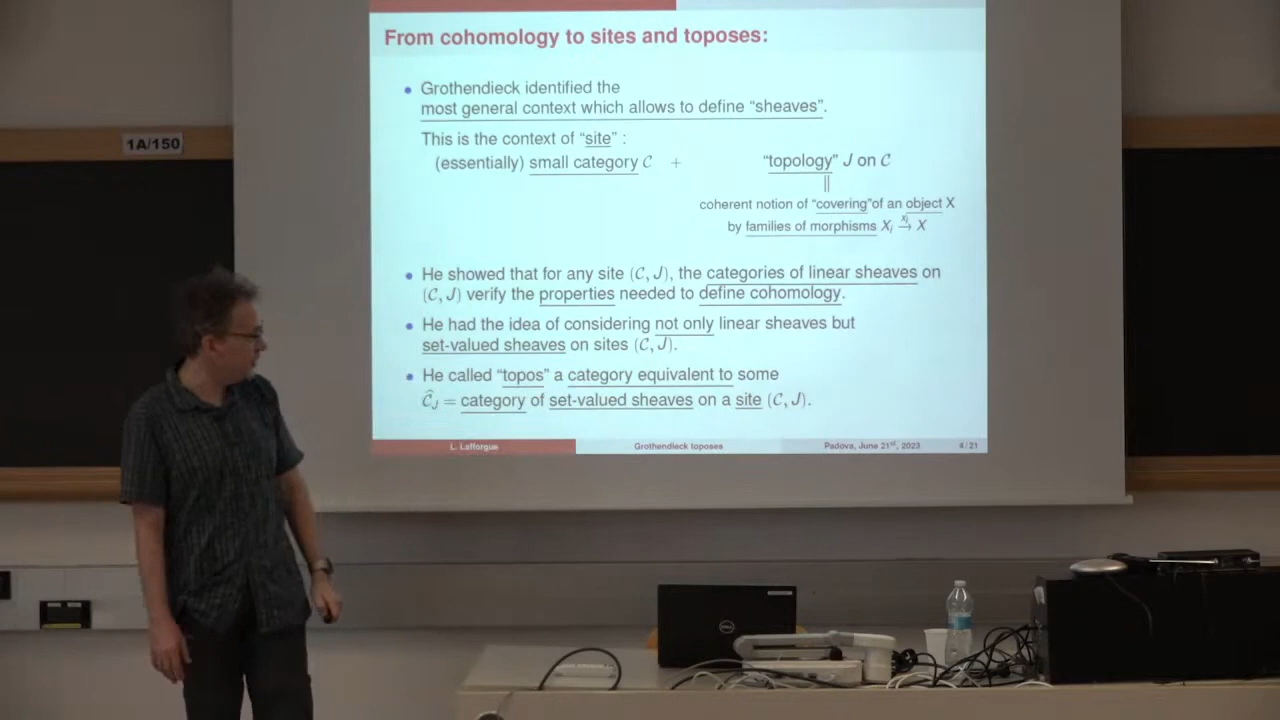 From cohomology to sites and toposes:
• Grothendieck identified the
most general context which allows to define “sheaves”.
This is the context of “site” :
(essentially) small category C + “topology” J on C
||
coherent notion of “covering”of an object X
by families of morphisms Xᵢ →(xᵢ) X
• He showed that for any site (C, J), the categories of linear sheaves on
(C, J) verify the properties needed to define cohomology.
• He had the idea of considering not only linear sheaves but
set-valued sheaves on sites (C, J).
• He called “topos” a category equivalent to some
Ĉ_J = category of set-valued sheaves on a site (C, J).
L. Lafforgue Grothendieck toposes Padova, June 21st, 2023 4/21
1A/150
DELL